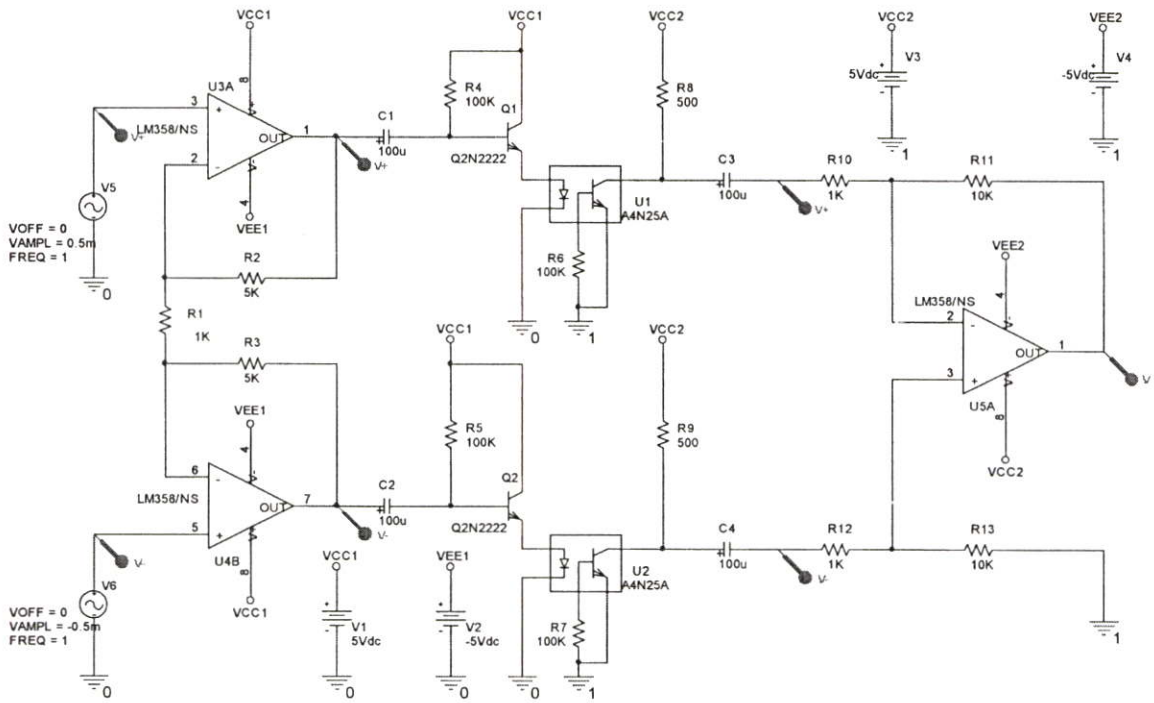 VCC1
VCC1
VCC2
VCC2
VEE2
U3A
8
V+
3
+
LM358/NS
OUT
1
2
-
V-
4
VEE1
V+
V+
C1
100u
R4
100K
Q1
Q2N2222
R8
500
V3
5Vdc
1
V4
-5Vdc
1
V5
VOFF = 0
VAMPL = 0.5m
FREQ = 1
0
R2
5K
R1
1K
R3
5K
U1
A4N25A
R6
100K
0
1
C3
100u
V+
R10
1K
R11
10K
VEE2
4
V-
LM358/NS
2
-
OUT
1
3
+
V+
U5A
8
VCC2
V
VCC1
VCC2
VEE1
4
V-
6
-
LM358/NS
OUT
7
5
+
V+
U4B
8
VCC1
V-
V-
C2
100u
R5
100K
Q2
Q2N2222
R9
500
U2
A4N25A
R7
100K
0
1
C4
100u
V-
R12
1K
R13
10K
1
V6
VOFF = 0
VAMPL = -0.5m
FREQ = 1
0
VCC1
V1
5Vdc
0
VEE1
V2
-5Vdc
0